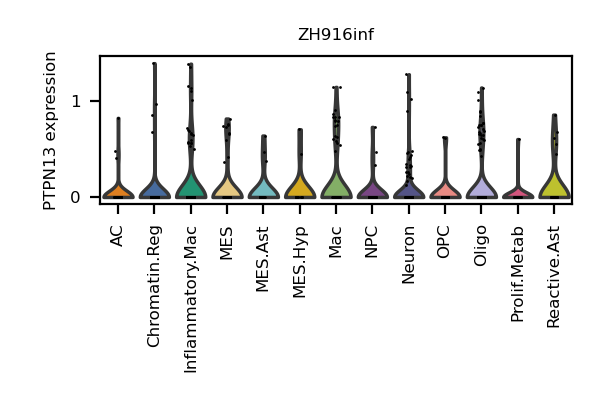 ZH916inf
PTPN13 expression
1
0
AC
Chromatin.Reg
Inflammatory.Mac
MES
MES.Ast
MES.Hyp
Mac
NPC
Neuron
OPC
Oligo
Prolif.Metab
Reactive.Ast